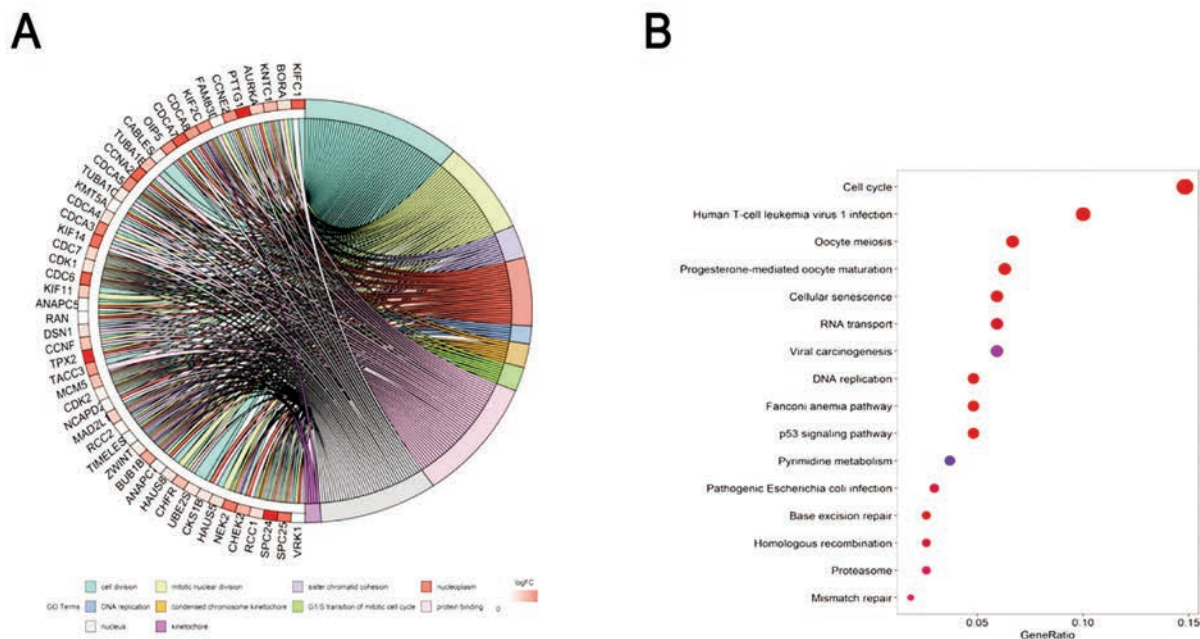 A
B
KIFC1
BORA
KNTC1
AURKA
PTTG1
CCNE2
FAM83D
KIF2C
CDCA8
CDCA7
OIP5
CABLES
TUBA1B
CCNA2
CDCA5
TUBA1C
KMT5A
CDCA4
CDCA3
KIF14
CDC7
CDK1
CDC6
KIF11
ANAPC5
RAN
DSN1
CCNF
TPX2
TACC3
MCM5
CDK2
NCAPD2
MAD2L1
RCC2
TIMELES
ZWINT
BUB1B
ANAPC1
HAUS8
CHFR
UBE2S
CKS1B
HAUS5
NEK2
CHEK2
RCC1
SPC24
SPC25
VRK1
GO Terms
cell division
mitotic nuclear division
sister chromatid cohesion
nucleoplasm
DNA replication
condensed chromosome kinetochore
G1/S transition of mitotic cell cycle
protein binding
nucleus
kinetochore
logFC
0
Cell cycle
Human T-cell leukemia virus 1 infection
Oocyte meiosis
Progesterone-mediated oocyte maturation
Cellular senescence
RNA transport
Viral carcinogenesis
DNA replication
Fanconi anemia pathway
p53 signaling pathway
Pyrimidine metabolism
Pathogenic Escherichia coli infection
Base excision repair
Homologous recombination
Proteasome
Mismatch repair
0.05 0.10 0.15
GeneRatio